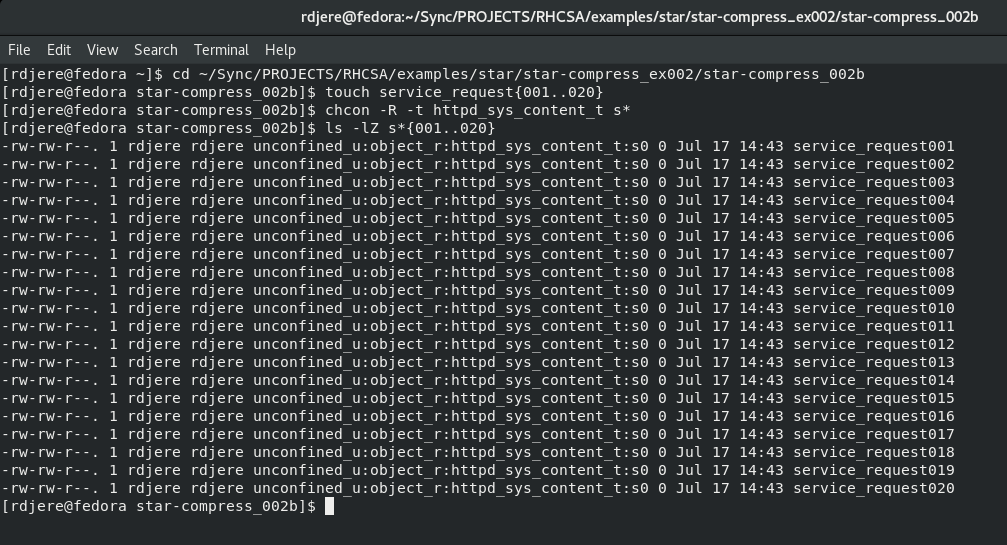 rdjere@fedora:~/Sync/PROJECTS/RHCSA/examples/star/star-compress_ex002/star-compress_002b
File Edit View Search Terminal Help
[rdjere@fedora ~]$ cd ~/Sync/PROJECTS/RHCSA/examples/star/star-compress_ex002/star-compress_002b
[rdjere@fedora star-compress_002b]$ touch service_request{001..020}
[rdjere@fedora star-compress_002b]$ chcon -R -t httpd_sys_content_t s*
[rdjere@fedora star-compress_002b]$ ls -lZ s*{001..020}
-rw-rw-r--. 1 rdjere rdjere unconfined_u:object_r:httpd_sys_content_t:s0 0 Jul 17 14:43 service_request001
-rw-rw-r--. 1 rdjere rdjere unconfined_u:object_r:httpd_sys_content_t:s0 0 Jul 17 14:43 service_request002
-rw-rw-r--. 1 rdjere rdjere unconfined_u:object_r:httpd_sys_content_t:s0 0 Jul 17 14:43 service_request003
-rw-rw-r--. 1 rdjere rdjere unconfined_u:object_r:httpd_sys_content_t:s0 0 Jul 17 14:43 service_request004
-rw-rw-r--. 1 rdjere rdjere unconfined_u:object_r:httpd_sys_content_t:s0 0 Jul 17 14:43 service_request005
-rw-rw-r--. 1 rdjere rdjere unconfined_u:object_r:httpd_sys_content_t:s0 0 Jul 17 14:43 service_request006
-rw-rw-r--. 1 rdjere rdjere unconfined_u:object_r:httpd_sys_content_t:s0 0 Jul 17 14:43 service_request007
-rw-rw-r--. 1 rdjere rdjere unconfined_u:object_r:httpd_sys_content_t:s0 0 Jul 17 14:43 service_request008
-rw-rw-r--. 1 rdjere rdjere unconfined_u:object_r:httpd_sys_content_t:s0 0 Jul 17 14:43 service_request009
-rw-rw-r--. 1 rdjere rdjere unconfined_u:object_r:httpd_sys_content_t:s0 0 Jul 17 14:43 service_request010
-rw-rw-r--. 1 rdjere rdjere unconfined_u:object_r:httpd_sys_content_t:s0 0 Jul 17 14:43 service_request011
-rw-rw-r--. 1 rdjere rdjere unconfined_u:object_r:httpd_sys_content_t:s0 0 Jul 17 14:43 service_request012
-rw-rw-r--. 1 rdjere rdjere unconfined_u:object_r:httpd_sys_content_t:s0 0 Jul 17 14:43 service_request013
-rw-rw-r--. 1 rdjere rdjere unconfined_u:object_r:httpd_sys_content_t:s0 0 Jul 17 14:43 service_request014
-rw-rw-r--. 1 rdjere rdjere unconfined_u:object_r:httpd_sys_content_t:s0 0 Jul 17 14:43 service_request015
-rw-rw-r--. 1 rdjere rdjere unconfined_u:object_r:httpd_sys_content_t:s0 0 Jul 17 14:43 service_request016
-rw-rw-r--. 1 rdjere rdjere unconfined_u:object_r:httpd_sys_content_t:s0 0 Jul 17 14:43 service_request017
-rw-rw-r--. 1 rdjere rdjere unconfined_u:object_r:httpd_sys_content_t:s0 0 Jul 17 14:43 service_request018
-rw-rw-r--. 1 rdjere rdjere unconfined_u:object_r:httpd_sys_content_t:s0 0 Jul 17 14:43 service_request019
-rw-rw-r--. 1 rdjere rdjere unconfined_u:object_r:httpd_sys_content_t:s0 0 Jul 17 14:43 service_request020
[rdjere@fedora star-compress_002b]$